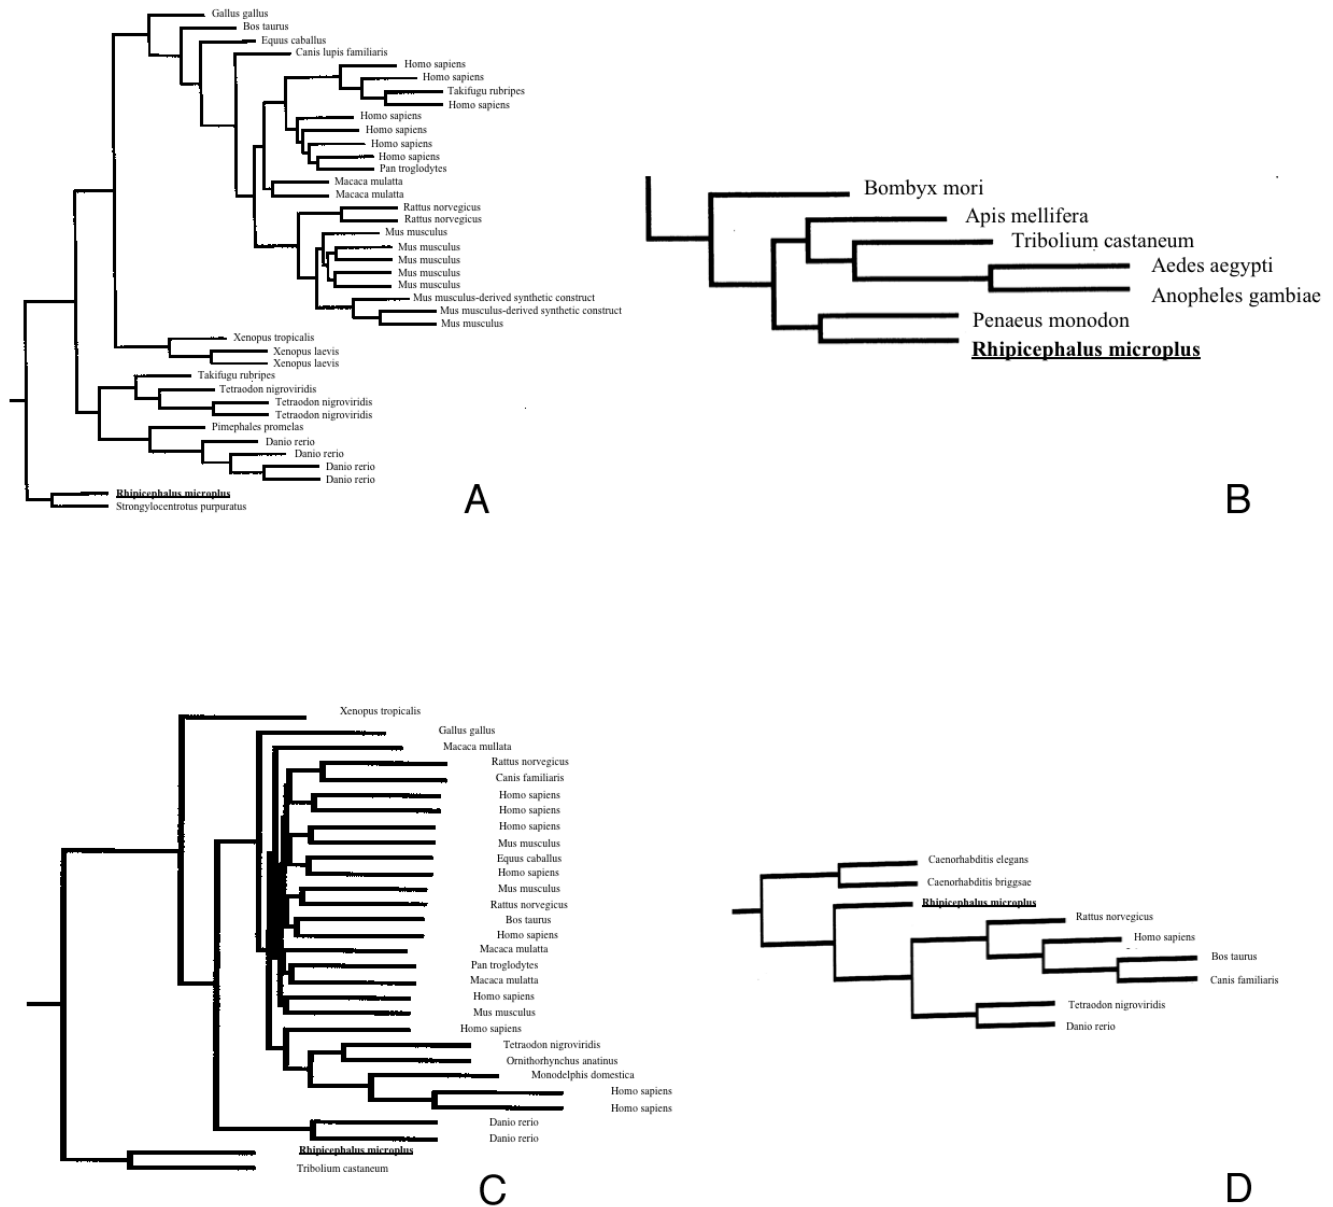 Gallus gallus
Bos taurus
Equus caballus
Canis lupis familiaris
Homo sapiens
Homo sapiens
Takifugu rubripes
Homo sapiens
Homo sapiens
Homo sapiens
Homo sapiens
Homo sapiens
Pan troglodytes
Macaca mulatta
Macaca mulatta
Rattus norvegicus
Rattus norvegicus
Mus musculus
Mus musculus
Mus musculus
Mus musculus
Mus musculus
Mus musculus-derived synthetic construct
Mus musculus-derived synthetic construct
Mus musculus
Xenopus tropicalis
Xenopus laevis
Xenopus laevis
Takifugu rubripes
Tetraodon nigroviridis
Tetraodon nigroviridis
Tetraodon nigroviridis
Pimephales promelas
Danio rerio
Danio rerio
Danio rerio
Danio rerio
Rhipicephalus microplus
Strongylocentrotus purpuratus
A
Bombyx mori
Apis mellifera
Tribolium castaneum
Aedes aegypti
Anopheles gambiae
Penaeus monodon
Rhipicephalus microplus
B
Xenopus tropicalis
Gallus gallus
Macaca mullata
Rattus norvegicus
Canis familiaris
Homo sapiens
Homo sapiens
Homo sapiens
Mus musculus
Equus caballus
Homo sapiens
Mus musculus
Rattus norvegicus
Bos taurus
Homo sapiens
Macaca mulatta
Pan troglodytes
Macaca mulatta
Homo sapiens
Mus musculus
Homo sapiens
Tetraodon nigroviridis
Ornithorhynchus anatinus
Monodelphis domestica
Homo sapiens
Homo sapiens
Danio rerio
Danio rerio
Rhipicephalus microplus
Tribolium castaneum
C
Caenorhabditis elegans
Caenorhabditis briggsae
Rhipicephalus microplus
Rattus norvegicus
Homo sapiens
Bos taurus
Canis familiaris
Tetraodon nigroviridis
Danio rerio
D